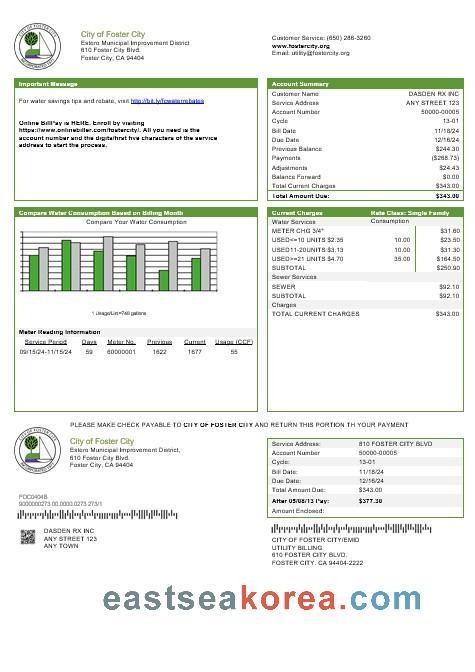 City of Foster City
Estero Municipal Improvement District
610 Foster City Blvd
Foster City, CA 94404
Customer Service: (650) 286-3260
www.fostercity.org
Email: utility@fostercity.org
Important Message
For water savings tips and rebate, visit http://bit.ly/fcwaterrebates
Online BillPay is HERE. Enroll by visiting
https://www.onlinebiller.com/fostercity/. All you need is the
account number and the digits/first five characters of the service
address to start the process.
Account Summary
Customer Name DASDEN RX INC
Service Address ANY STREET 123
Account Number 50000-00005
Cycle 13-01
Bill Date 11/18/24
Due Date 12/16/24
Previous Balance $244.30
Payments ($268.73)
Adjustments $24.43
Balance Forward $0.00
Total Current Charges $343.00
Total Amount Due: $343.00
Compare Water Consumption Based on Billing Month
Compare Your Water Consumption
1 Usage/Unit=748 gallons
Meter Reading Information
Service Period Days Meter No. Previous Current Usage (CCF)
09/15/24-11/15/24 59 60000001 1622 1677 55
Current Charges Rate Class: Single Family
Water Services Consumption
METER CHG 3/4" $31.60
USED<=10 UNITS $2.35 10.00 $23.50
USED11-20UNITS $3.13 10.00 $31.30
USED>=21 UNITS $4.70 35.00 $164.50
SUBTOTAL $250.90
Sewer Services
SEWER $92.10
SUBTOTAL $92.10
Charges
TOTAL CURRENT CHARGES $343.00
PLEASE MAKE CHECK PAYABLE TO CITY OF FOSTER CITY AND RETURN THIS PORTION TH YOUR PAYMENT
City of Foster City
Estero Municipal Improvement District,
610 Foster City Blvd.
Foster City, CA 94404
Service Address: 810 FOSTER CITY BLVD
Account Number 50000-00005
Cycle: 13-01
Bill Date: 11/18/24
Due Date: 12/16/24
Total Amount Due: $343.00
After 05/08/13 Pay: $377.30
Amount Enclosed:
FOC0404B
9000000273 00.0000.0273 273/1
DASDEN RX INC
ANY STREET 123
ANY TOWN
CITY OF FOSTER CITY/EMID
UTILITY BILLING
610 FOSTER CITY BLVD.
FOSTER CITY. CA 94404-2222
eastseakorea.com